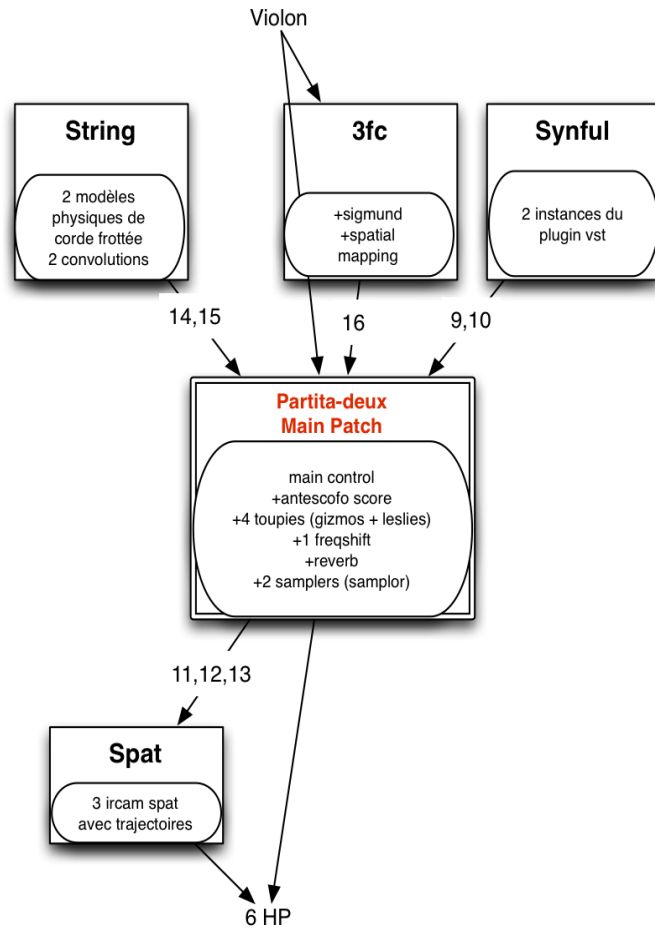 Violon
String
2 modèles
physiques de
corde frottée
2 convolutions
3fc
+sigmund
+spatial
mapping
Synful
2 instances du
plugin vst
14,15
16
9,10
Partita-deux
Main Patch
main control
+antescofo score
+4 toupies (gizmos + leslies)
+1 freqshift
+reverb
+2 samplers (samplor)
11,12,13
Spat
3 ircam spat
avec trajectoires
6 HP